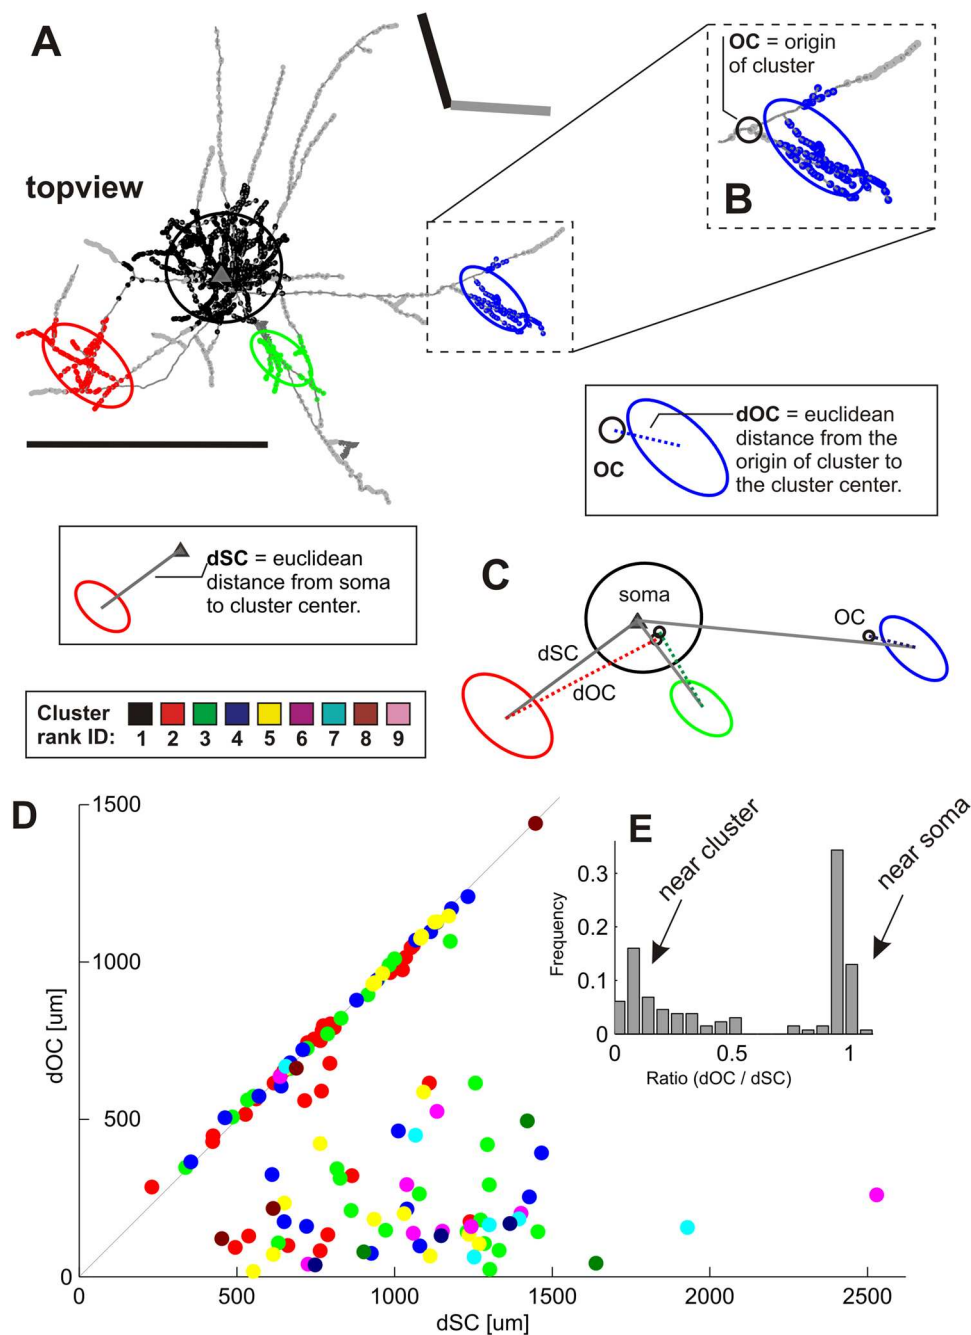 A
topview
OC = origin
of cluster
B
dOC = euclidean
distance from the
origin of cluster to
the cluster center.
OC
dSC = euclidean
distance from soma
to cluster center.
C
soma
OC
dSC
dOC
Cluster
rank ID:
1 2 3 4 5 6 7 8 9
D
1500
1000
500
0
dOC [um]
0 500 1000 1500 2000 2500
dSC [um]
E
near cluster
near soma
0.3
0.2
0.1
0
Frequency
0 0.5 1
Ratio (dOC / dSC)